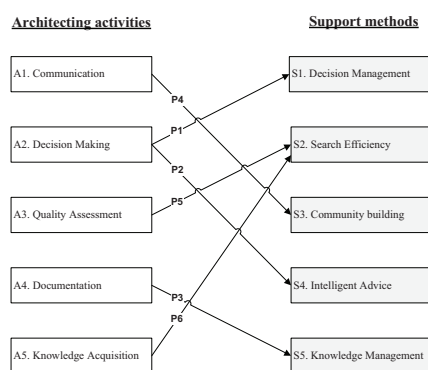 Architecting activities
Support methods
A1. Communication
S1. Decision Management
P4
P1
A2. Decision Making
S2. Search Efficiency
P2
P5
A3. Quality Assessment
S3. Community building
A4. Documentation
S4. Intelligent Advice
P3
P6
A5. Knowledge Acquisition
S5. Knowledge Management